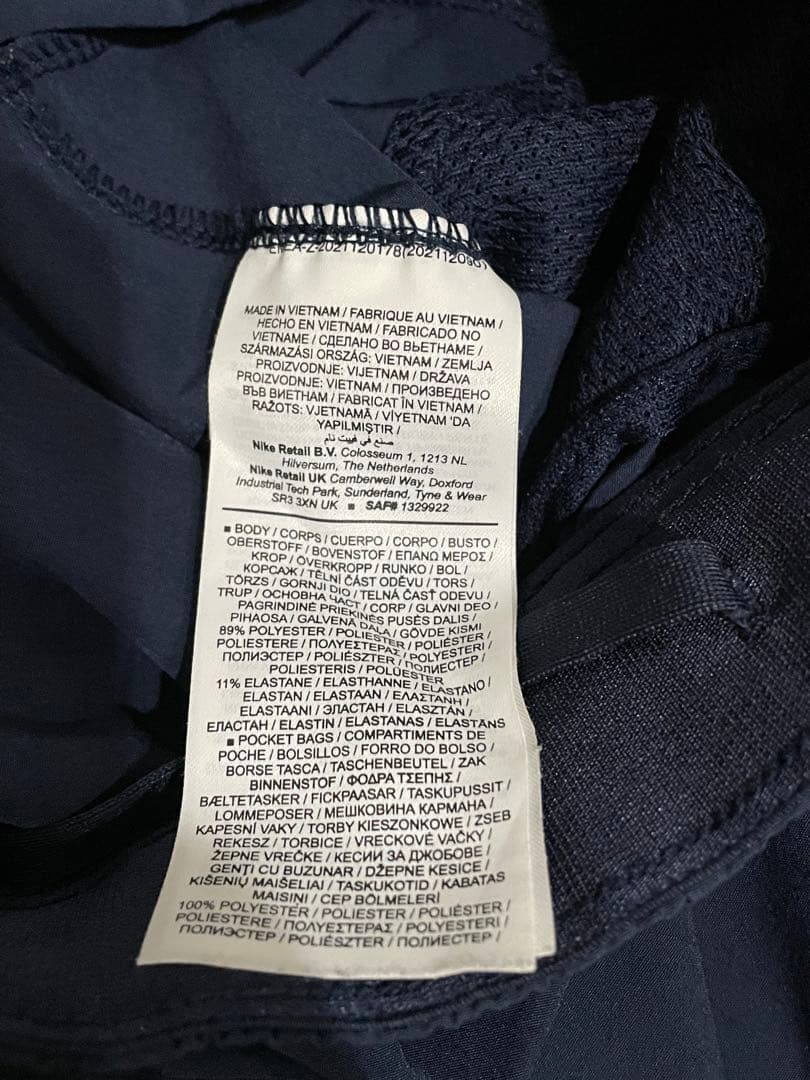 EMEA-Z-2021120178(20211209
MADE IN VIETNAM / FABRIQUE AU VIETNAM /
HECHO EN VIETNAM / FABRICADO NO
VIETNAME / СДЕЛАНО ВО ВЬЕТНАМЕ /
SZÁRMAZÁSI ORSZÁG: VIETNAM / ZEMLJA
PROIZVODNJE: VIJETNAM / DRŽAVA
PROIZVODNJE: VIETNAM / ПРОИЗВЕДЕНО
ВЪВ ВИЕТНАМ / FABRICAT ÎN VIETNAM /
RAŽOTS: VJETNAMĀ / VİYETNAM 'DA
YAPILMIŞTIR /
صنع في فييت نام
Nike Retail B.V. Colosseum 1, 1213 NL
Hilversum, The Netherlands
Nike Retail UK Camberwell Way, Doxford
Industrial Tech Park, Sunderland, Tyne & Wear
SR3 3XN UK ■ SAF# 1329922
■ BODY / CORPS / CUERPO / CORPO / BUSTO /
OBERSTOFF / BOVENSTOF / ΕΠΑΝΩ ΜΕΡΟΣ /
KROP / ÖVERKROPP / RUNKO / BOL /
КОРСАЖ / TĚLNÍ ČÁST ODĚVU / TORS /
TÖRZS / GORNJI DIO / TELNÁ ČASŤ ODEVU /
TRUP / ОСНОВНА ЧАСТ / CORP / GLAVNI DEO /
PAGRINDINĖ PRIEKINĖS PUSĖS DALIS /
PIHAOSA / GALVENĀ DAĻA / GÖVDE KISMI
89% POLYESTER / POLIESTER / POLIÉSTER /
POLIESTERE / ΠΟΛΥΕΣΤΕΡΑΣ / POLYESTERI /
ПОЛИЭСТЕР / POLIÉSZTER / ПОЛИЕСТЕР /
POLIESTERIS / POLÜESTER
11% ELASTANE / ELASTHANNE / ELASTANO /
ELASTAN / ELASTAAN / ΕΛΑΣΤΑΝΗ /
ELASTAANI / ЭЛАСТАН / ELASZTÁN /
ЕЛАСТАН / ELASTIN / ELASTANAS / ELASTĀNS
■ POCKET BAGS / COMPARTIMENTS DE
POCHE / BOLSILLOS / FORRO DO BOLSO /
BORSE TASCA / TASCHENBEUTEL / ZAK
BINNENSTOF / ΦΟΔΡΑ ΤΣΕΠΗΣ /
BÆLTETASKER / FICKPÅSAR / TASKUPUSSIT /
LOMMEPOSER / МЕШКОВИНА КАРМАНА /
KAPESNÍ VAKY / TORBY KIESZONKOWE / ZSEB
REKESZ / TORBICE / VRECKOVÉ VAČKY /
ŽEPNE VREČKE / КЕСИИ ЗА ДЖОБОВЕ /
GENȚI CU BUZUNAR / DŽEPNE KESICE /
KIŠENIŲ MAIŠELIAI / TASKUKOTID / KABATAS
MAISIŅI / CEP BÖLMELERİ
100% POLYESTER / POLIESTER / POLIÉSTER /
POLIESTERE / ΠΟΛΥΕΣΤΕΡΑΣ / POLYESTERI /
ПОЛИЭСТЕР / POLIÉSZTER / ПОЛИЕСТЕР /